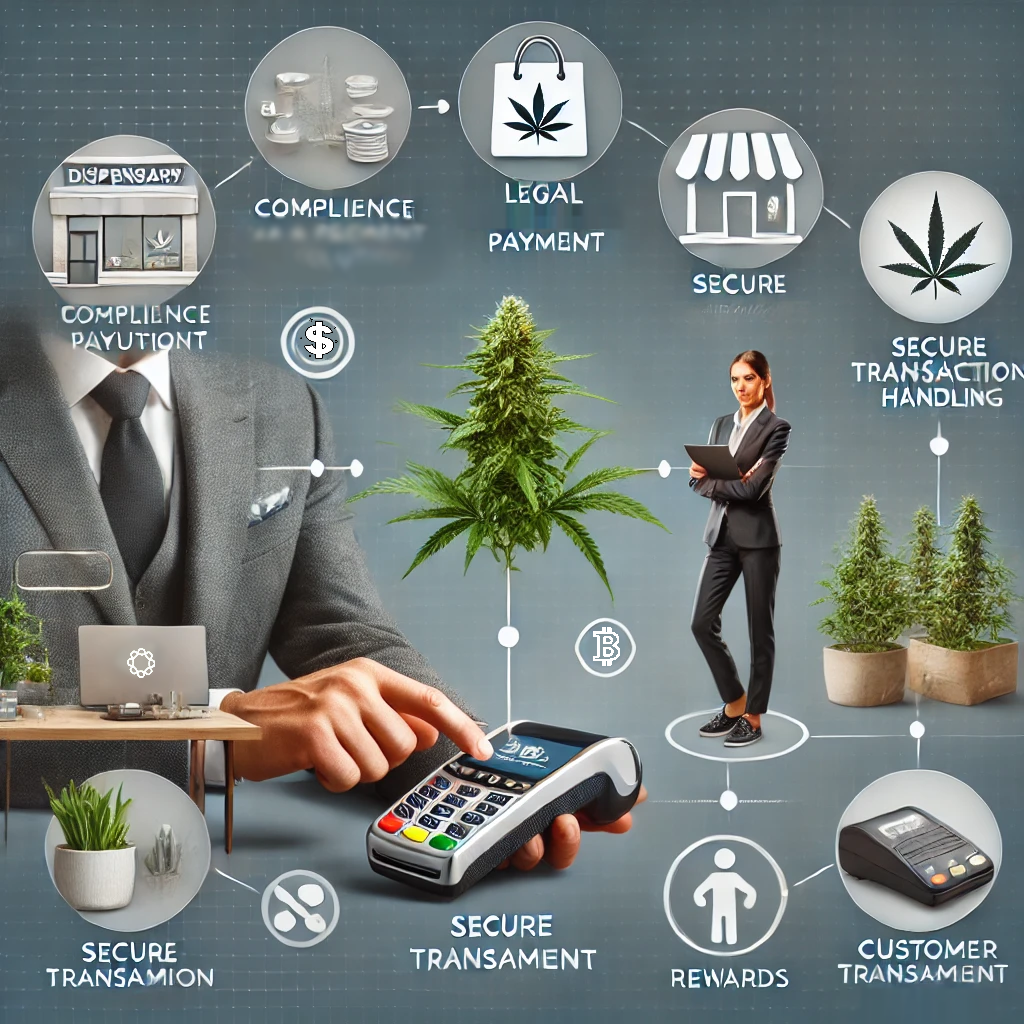 DISPENSARY
COMPLIENCE
LEGAL
PAYMENT
SECURE
COMPLIENCE
PAYUTIONT
SECURE
TRANSACTION
HANDLING
$
B
SECURE
TRANSAMENT
SECURE
TRANSAMION
REWARDS
CUSTOMER
TRANSAMENT